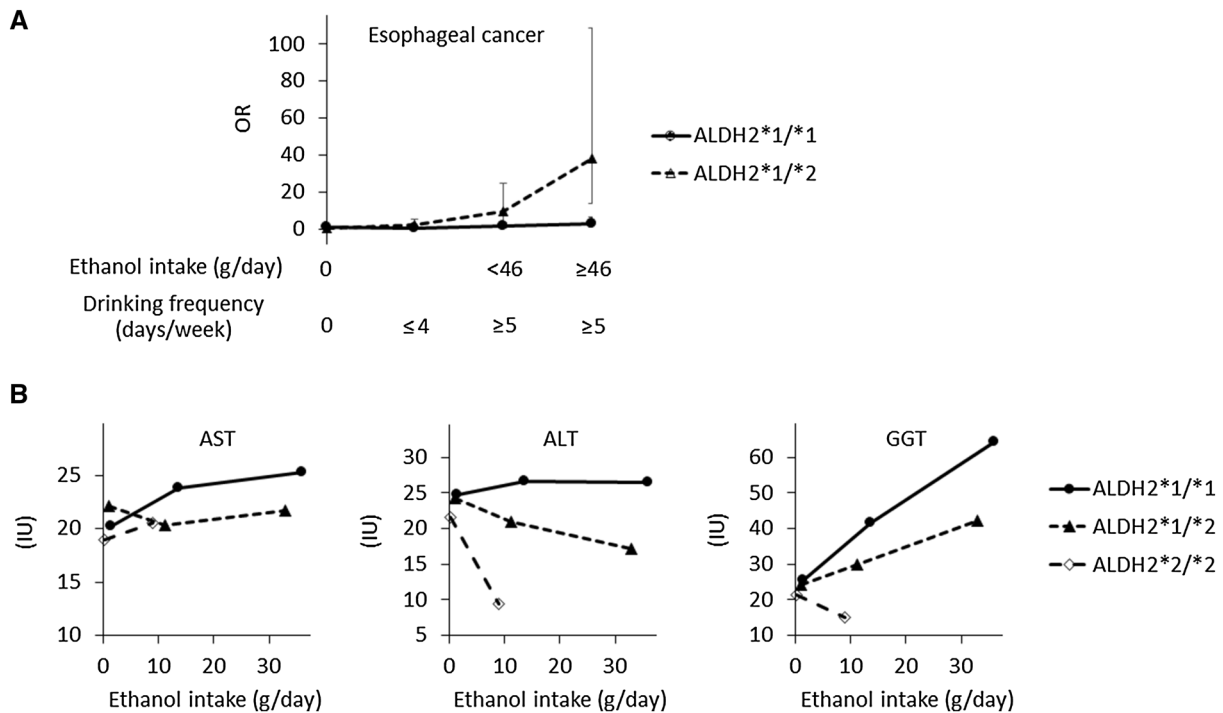 A
Esophageal cancer
OR
100
80
60
40
20
0
ALDH2*1/*1
ALDH2*1/*2
Ethanol intake (g/day) 0 <46 ≥46
Drinking frequency
(days/week) 0 ≤4 ≥5 ≥5
B
AST
(IU)
25
20
15
10
0 10 20 30
Ethanol intake (g/day)
ALT
(IU)
30
25
20
15
10
5
0 10 20 30
Ethanol intake (g/day)
GGT
(IU)
60
50
40
30
20
10
0 10 20 30
Ethanol intake (g/day)
ALDH2*1/*1
ALDH2*1/*2
ALDH2*2/*2